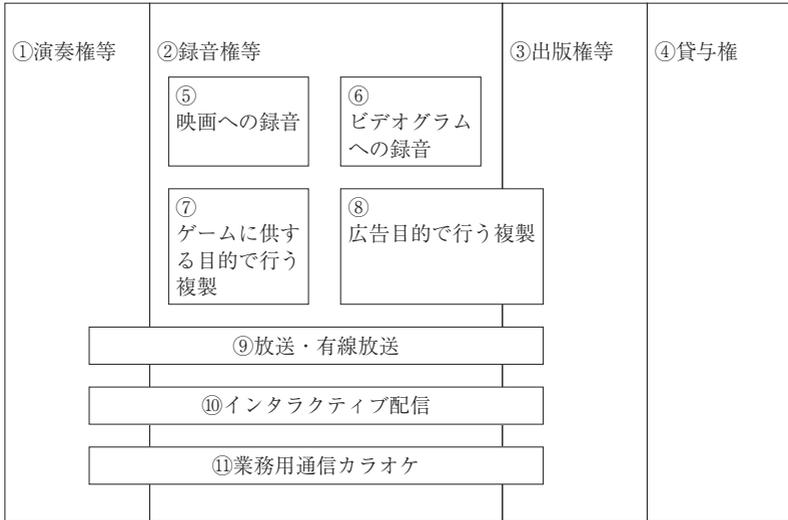 ①演奏権等
②録音権等
③出版権等
④貸与権
⑤
映画への録音
⑥
ビデオグラム
への録音
⑦
ゲームに供す
る目的で行う
複製
⑧
広告目的で行う複製
⑨放送・有線放送
⑩インタラクティブ配信
⑪業務用通信カラオケ